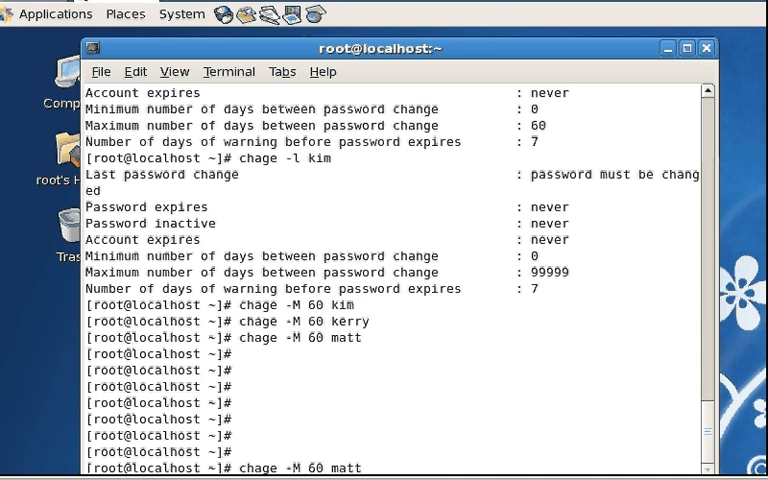 Applications Places System
root@localhost:~
File Edit View Terminal Tabs Help
Account expires : never
Minimum number of days between password change : 0
Maximum number of days between password change : 60
Number of days of warning before password expires : 7
[root@localhost ~]# chage -l kim
Last password change : password must be chang
ed
Password expires : never
Password inactive : never
Account expires : never
Minimum number of days between password change : 0
Maximum number of days between password change : 99999
Number of days of warning before password expires : 7
[root@localhost ~]# chage -M 60 kim
[root@localhost ~]# chage -M 60 kerry
[root@localhost ~]# chage -M 60 matt
[root@localhost ~]#
[root@localhost ~]#
[root@localhost ~]#
[root@localhost ~]#
[root@localhost ~]#
[root@localhost ~]#
[root@localhost ~]#
[root@localhost ~]# chage -M 60 matt
Comp
root's H
Tras